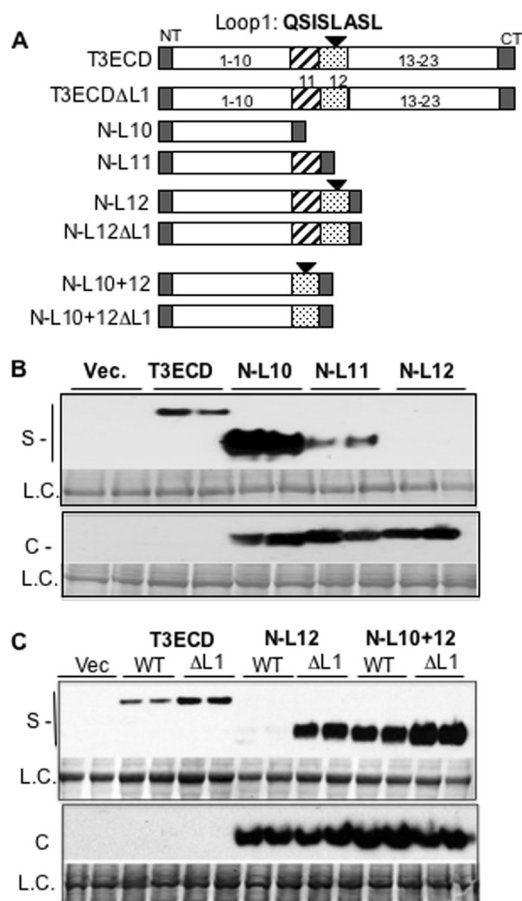 A
Loop1: QSISLASL
NT
CT
T3ECD
1-10
13-23
11 12
T3ECDΔL1
1-10
13-23
N-L10
N-L11
N-L12
N-L12ΔL1
N-L10+12
N-L10+12ΔL1
B
Vec. T3ECD N-L10 N-L11 N-L12
S -
L.C.
C -
L.C.
C
T3ECD N-L12 N-L10+12
Vec WT ΔL1 WT ΔL1 WT ΔL1
S -
L.C.
C
L.C.